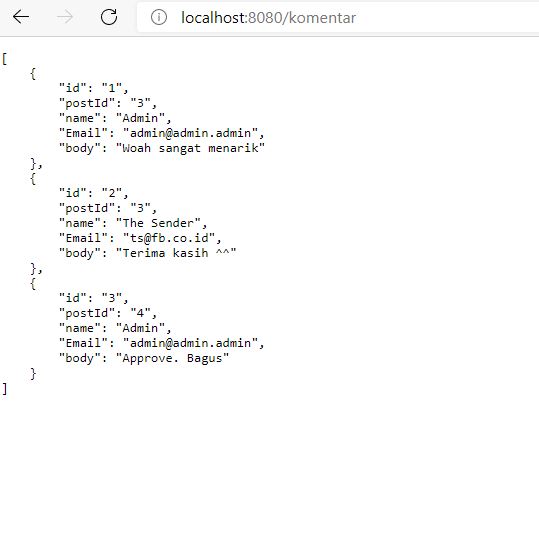 localhost:8080/komentar
[
    {
        "id": "1",
        "postId": "3",
        "name": "Admin",
        "Email": "admin@admin.admin",
        "body": "Woah sangat menarik"
    },
    {
        "id": "2",
        "postId": "3",
        "name": "The Sender",
        "Email": "ts@fb.co.id",
        "body": "Terima kasih ^^"
    },
    {
        "id": "3",
        "postId": "4",
        "name": "Admin",
        "Email": "admin@admin.admin",
        "body": "Approve. Bagus"
    }
]